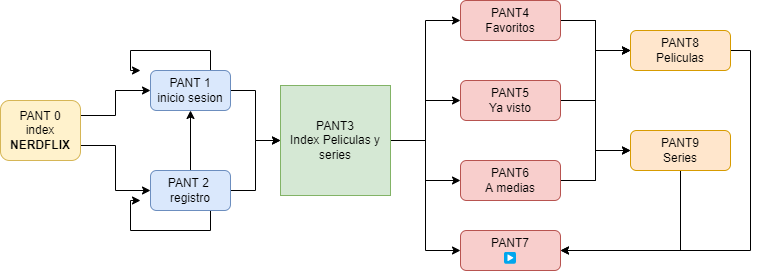 PANT 0
index
NERDFLIX
PANT 1
inicio sesion
PANT 2
registro
PANT3
Index Peliculas y
series
PANT4
Favoritos
PANT5
Ya visto
PANT6
A medias
PANT7
PANT8
Peliculas
PANT9
Series